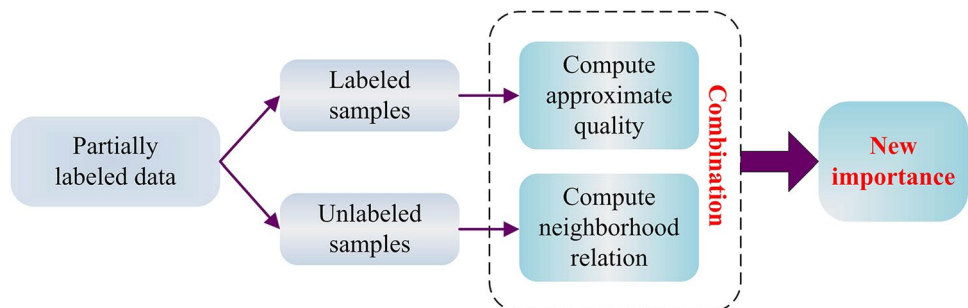 Partially
labeled data
Labeled
samples
Unlabeled
samples
Compute
approximate
quality
Compute
neighborhood
relation
Combination
New
importance